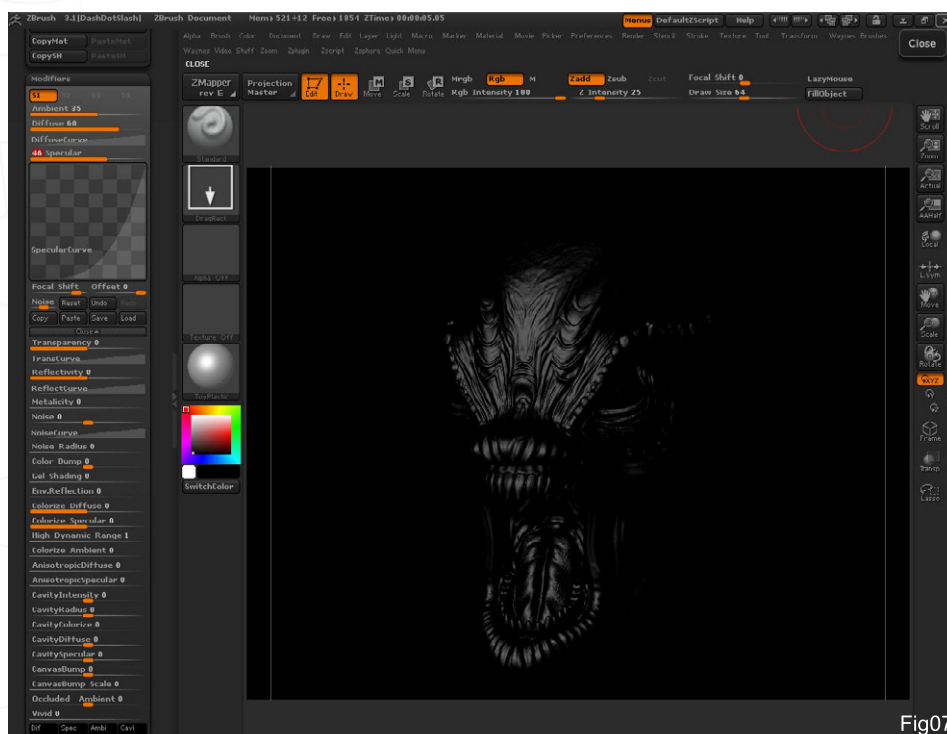 ZBrush 3.1[DashDotSlash] ZBrush Document Mem> 521+12 Free> 1854 ZTime> 00:00:05.05
Menus DefaultZScript Help
Alpha Brush Color Document Draw Edit Layer Light Macro Marker Material Movie Picker Preferences Render Stencil Stroke Texture Tool Transform Waynes Brushes
Waynes Video Stuff Zoom Zplugin Zscript Zsphere Quick Menu
Close
CLOSE
CopyMat PasteMat
CopySH PasteSH
ZMapper
rev E
Projection
Master
Edit Draw Move Scale Rotate
Mrgb Rgb M
Rgb Intensity 100
Zadd Zsub Zcut
Z Intensity 25
Focal Shift 0
Draw Size 64
LazyMouse
FillObject
Modifiers
S1 S2 S3 S4
Ambient 35
Diffuse 60
DiffuseCurve
46 Specular
SpecularCurve
Focal Shift Offset 0
Noise Reset Undo Redo
Copy Paste Save Load
Close
Transparency 0
TransCurve
Reflectivity 0
ReflectCurve
Metalicity 0
Noise 0
NoiseCurve
Noise Radius 0
Color Bump 0
Gel Shading 0
Env.Reflection 0
Colorize Diffuse 0
Colorize Specular 0
High Dynamic Range 1
Colorize Ambient 0
AnisotropicDiffuse 0
AnisotropicSpecular 0
CavityIntensity 0
CavityRadius 0
CavityColorize 0
CavityDiffuse 0
CavitySpecular 0
CanvasBump 0
CanvasBump Scale 0
Occluded Ambient 0
Vivid 0
Dif Spec Ambi Cavi
Standard
DragRect
Alpha Off
Texture Off
ToyPlastic
SwitchColor
Scroll
Zoom
Actual
AAHalf
Local
L.Sym
Move
Scale
Rotate
XYZ
Frame
Transp
Lasso
Fig07